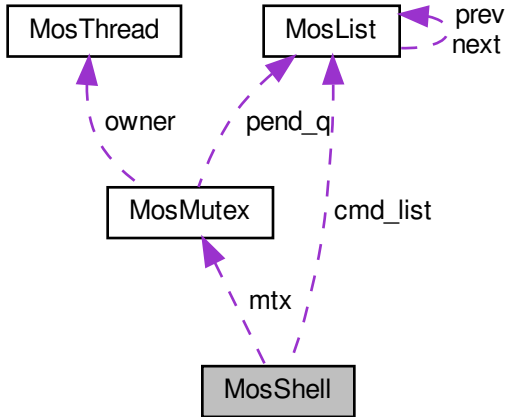 MosThread
MosList
prev
next
owner
pend_q
MosMutex
cmd_list
mtx
MosShell